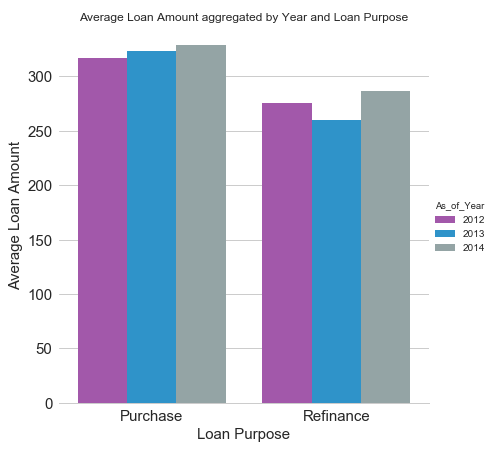 Average Loan Amount aggregated by Year and Loan Purpose
300
250
200
150
100
50
0
Average Loan Amount
Purchase
Refinance
Loan Purpose
As_of_Year
2012
2013
2014